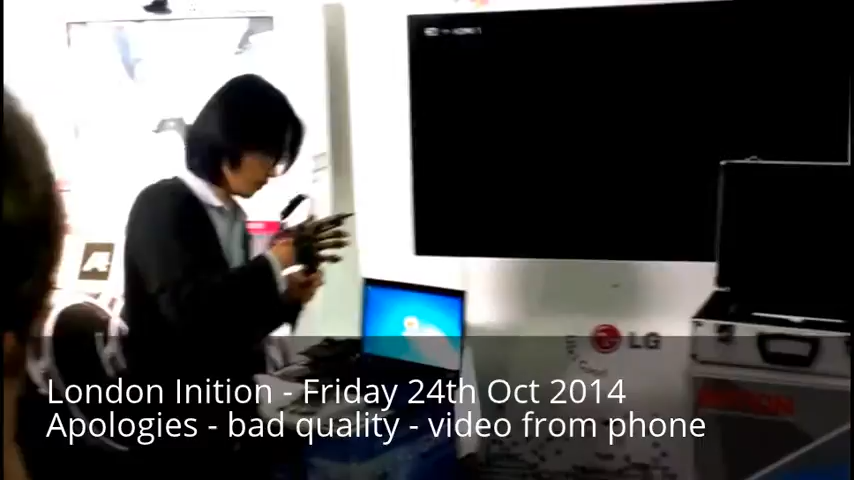 LG
London Inition - Friday 24th Oct 2014
Apologies - bad quality - video from phone